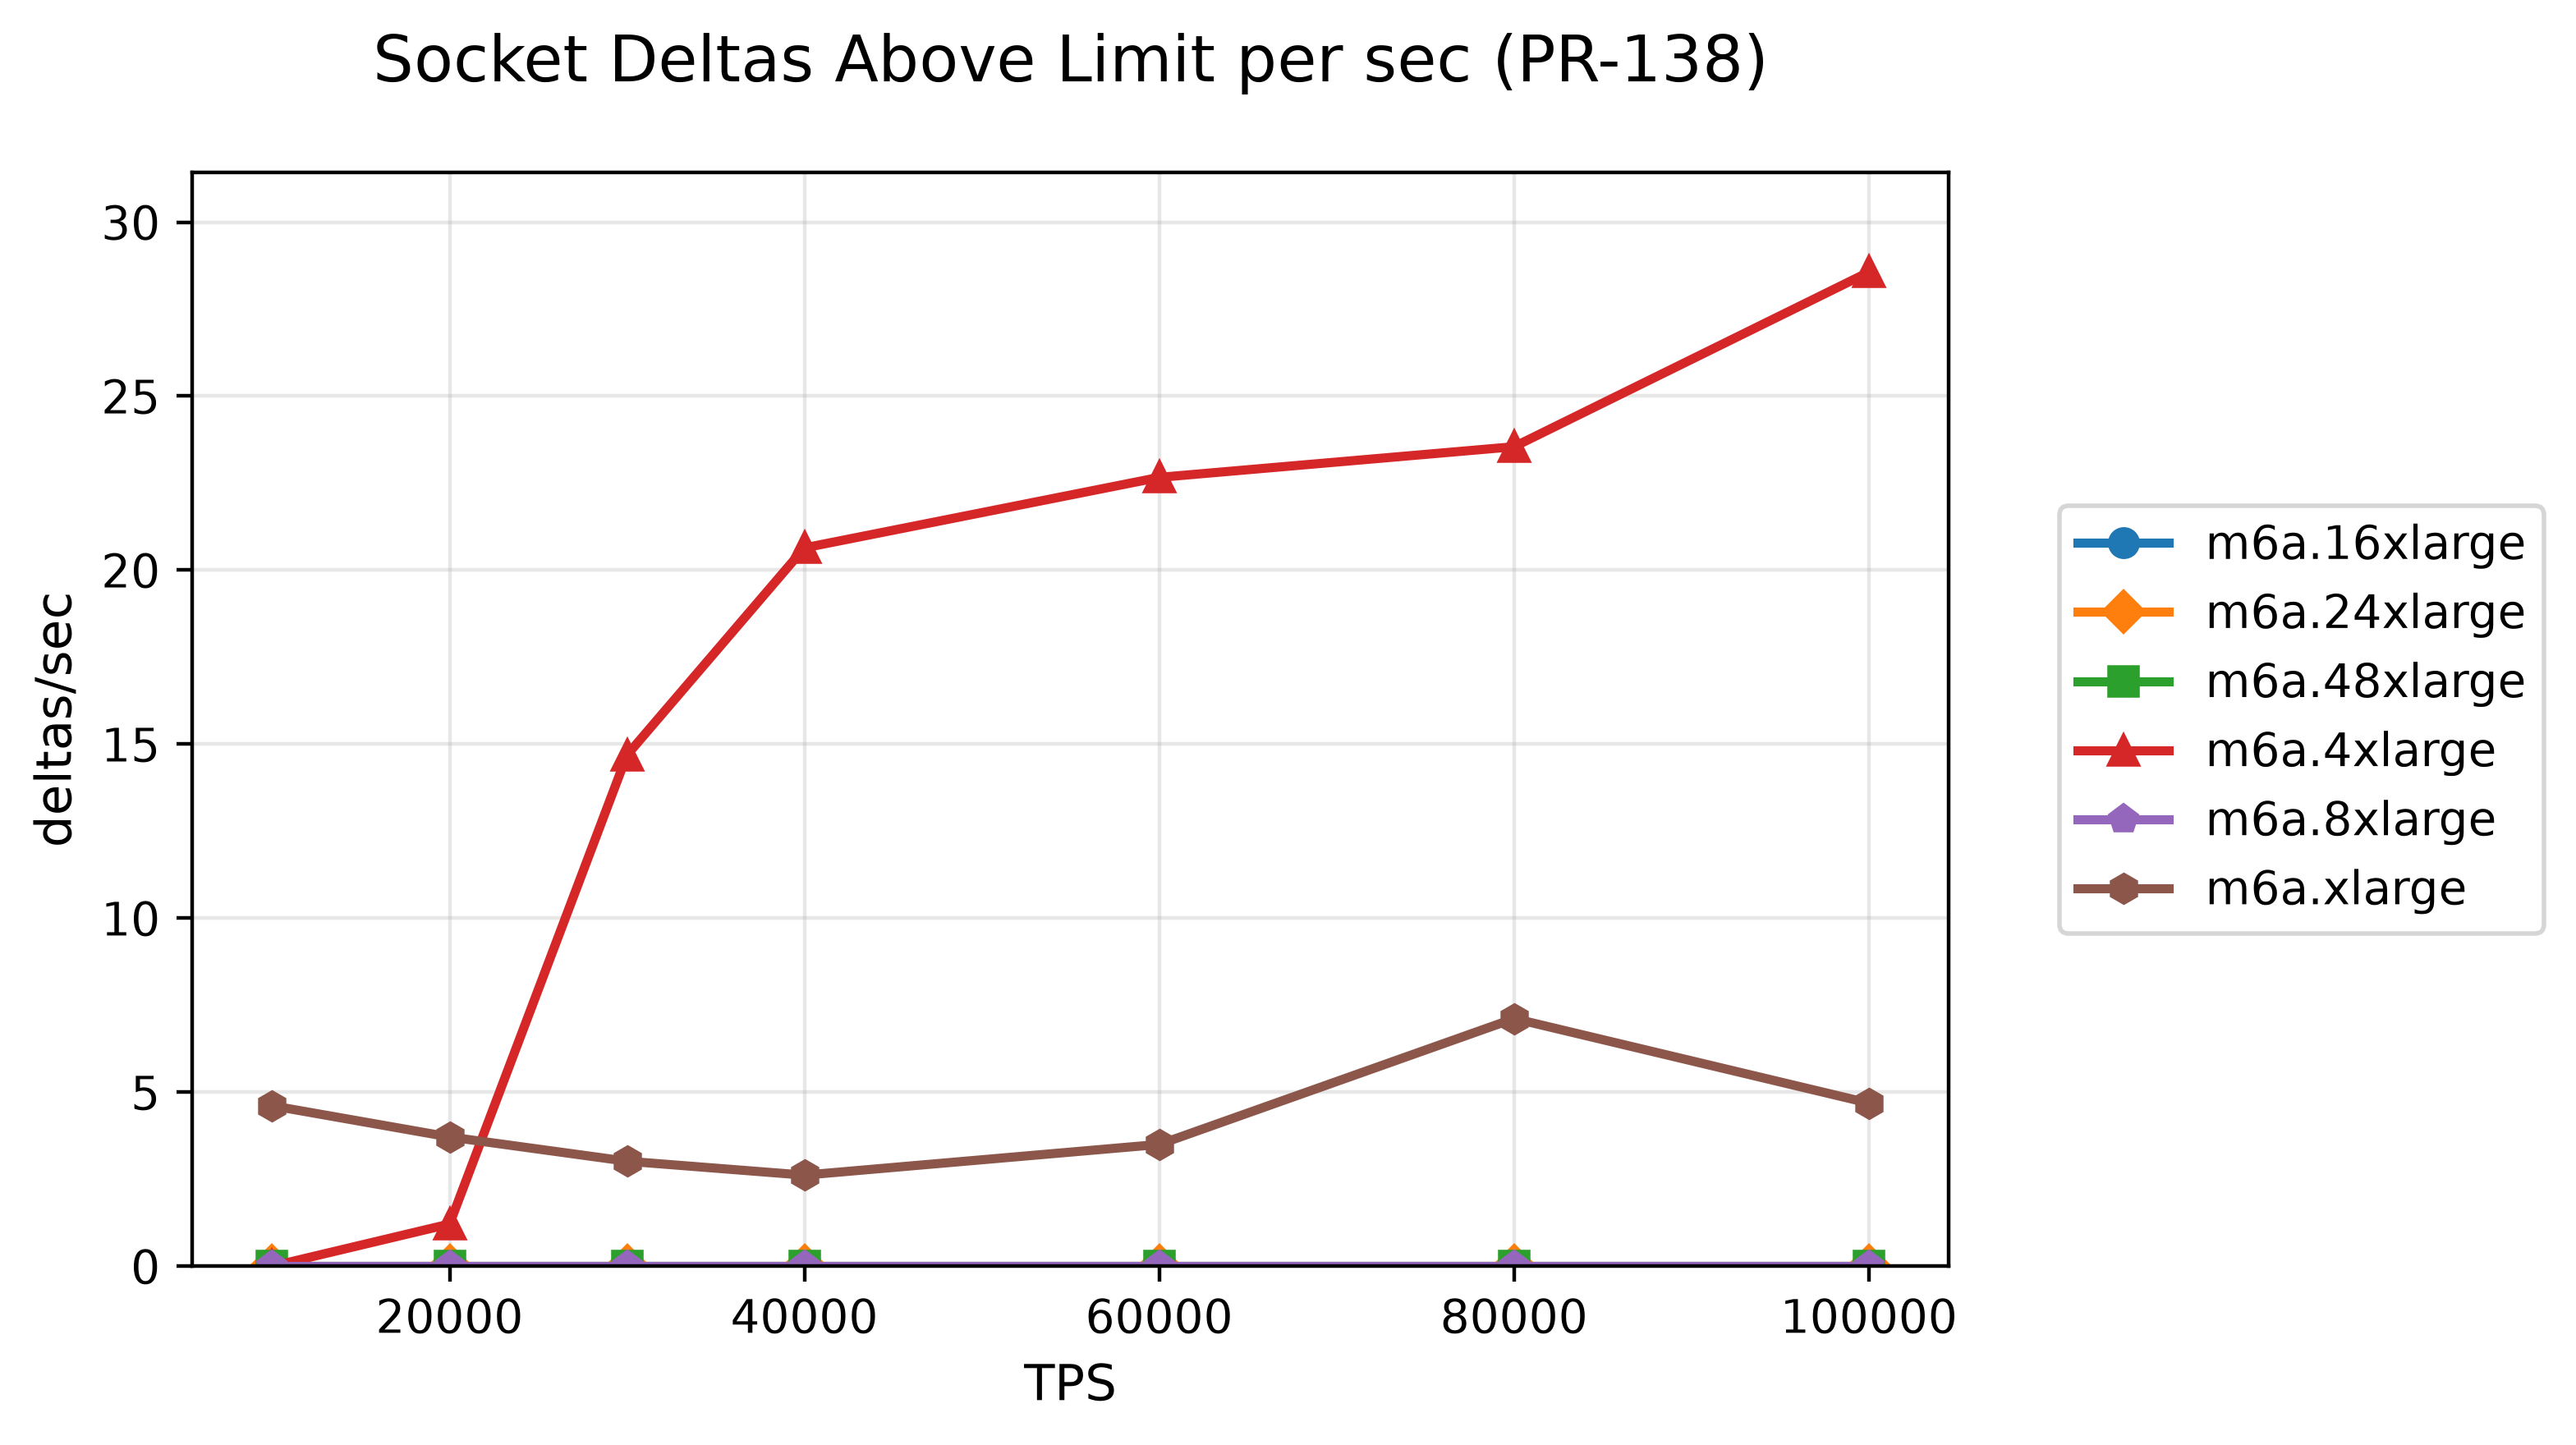 Socket Deltas Above Limit per sec (PR-138)
30
25
20
15
10
5
0
deltas/sec
20000 40000 60000 80000 100000
TPS
m6a.16xlarge
m6a.24xlarge
m6a.48xlarge
m6a.4xlarge
m6a.8xlarge
m6a.xlarge